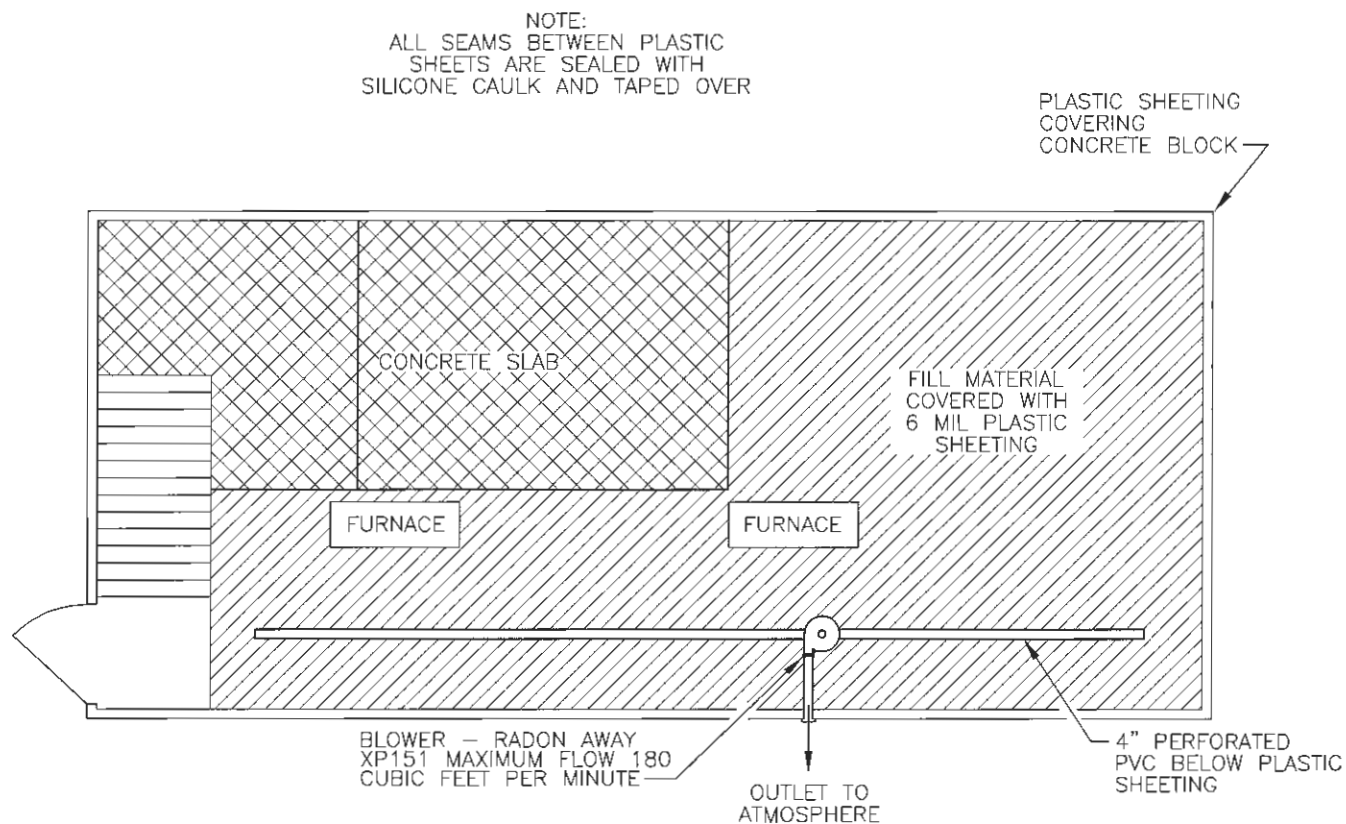 NOTE:
ALL SEAMS BETWEEN PLASTIC
SHEETS ARE SEALED WITH
SILICONE CAULK AND TAPED OVER
PLASTIC SHEETING
COVERING
CONCRETE BLOCK
CONCRETE SLAB
FILL MATERIAL
COVERED WITH
6 MIL PLASTIC
SHEETING
FURNACE
FURNACE
BLOWER – RADON AWAY
XP151 MAXIMUM FLOW 180
CUBIC FEET PER MINUTE
OUTLET TO
ATMOSPHERE
4" PERFORATED
PVC BELOW PLASTIC
SHEETING